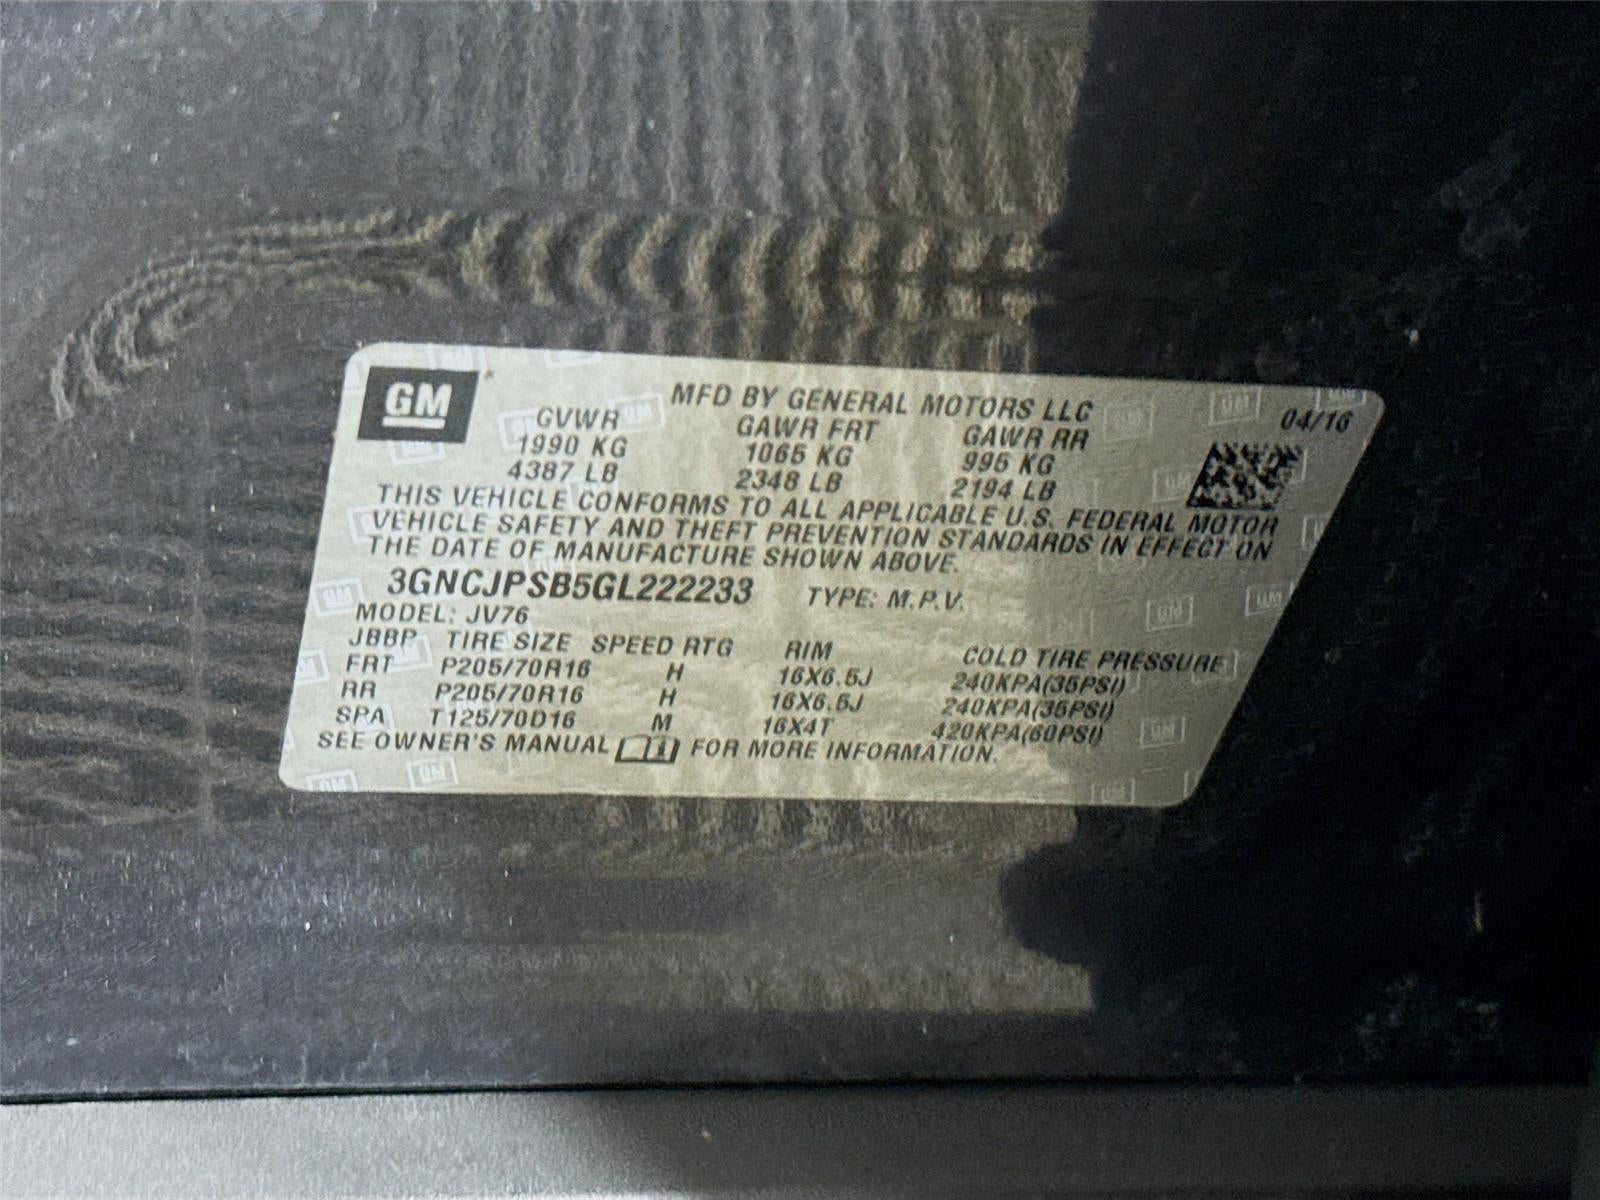 GM
MFD BY GENERAL MOTORS LLC
04/16
GVWR GAWR FRT GAWR RR
1990 KG 1065 KG 995 KG
4387 LB 2348 LB 2194 LB
THIS VEHICLE CONFORMS TO ALL APPLICABLE U.S. FEDERAL MOTOR
VEHICLE SAFETY AND THEFT PREVENTION STANDARDS IN EFFECT ON
THE DATE OF MANUFACTURE SHOWN ABOVE.
3GNCJPSB5GL222233 TYPE: M.P.V.
MODEL: JV76
JBBP TIRE SIZE SPEED RTG RIM COLD TIRE PRESSURE
FRT P205/70R16 H 16X6.5J 240KPA(35PSI)
RR P205/70R16 H 16X6.5J 240KPA(35PSI)
SPA T125/70D16 M 16X4T 420KPA(60PSI)
SEE OWNER'S MANUAL FOR MORE INFORMATION.